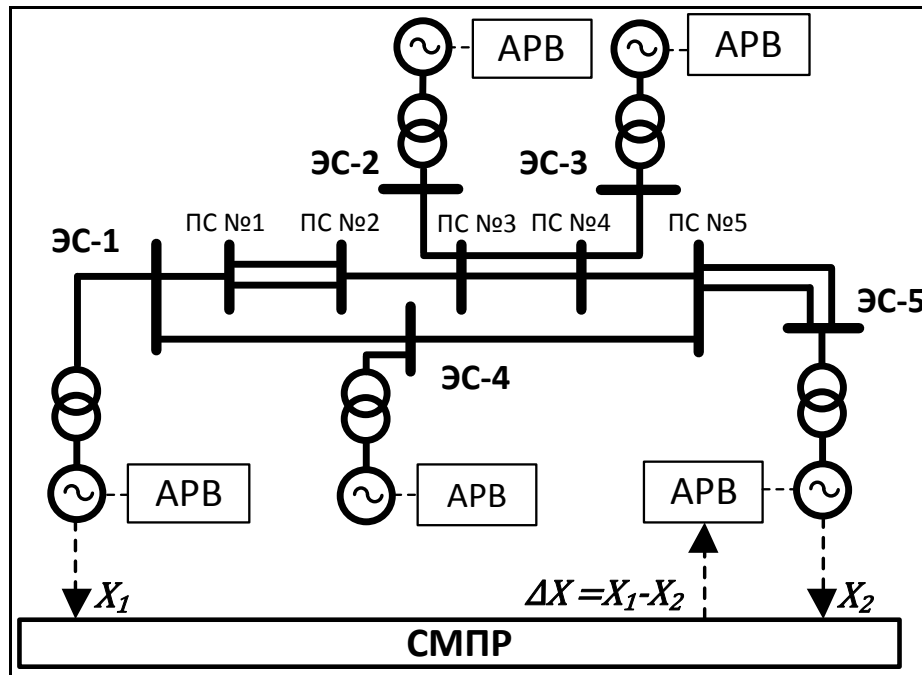 АРВ
АРВ
ЭС-2
ЭС-3
ПС №1
ПС №2
ПС №3
ПС №4
ПС №5
ЭС-1
ЭС-5
ЭС-4
АРВ
АРВ
АРВ
X₁
ΔX =X₁-X₂
X₂
СМПР